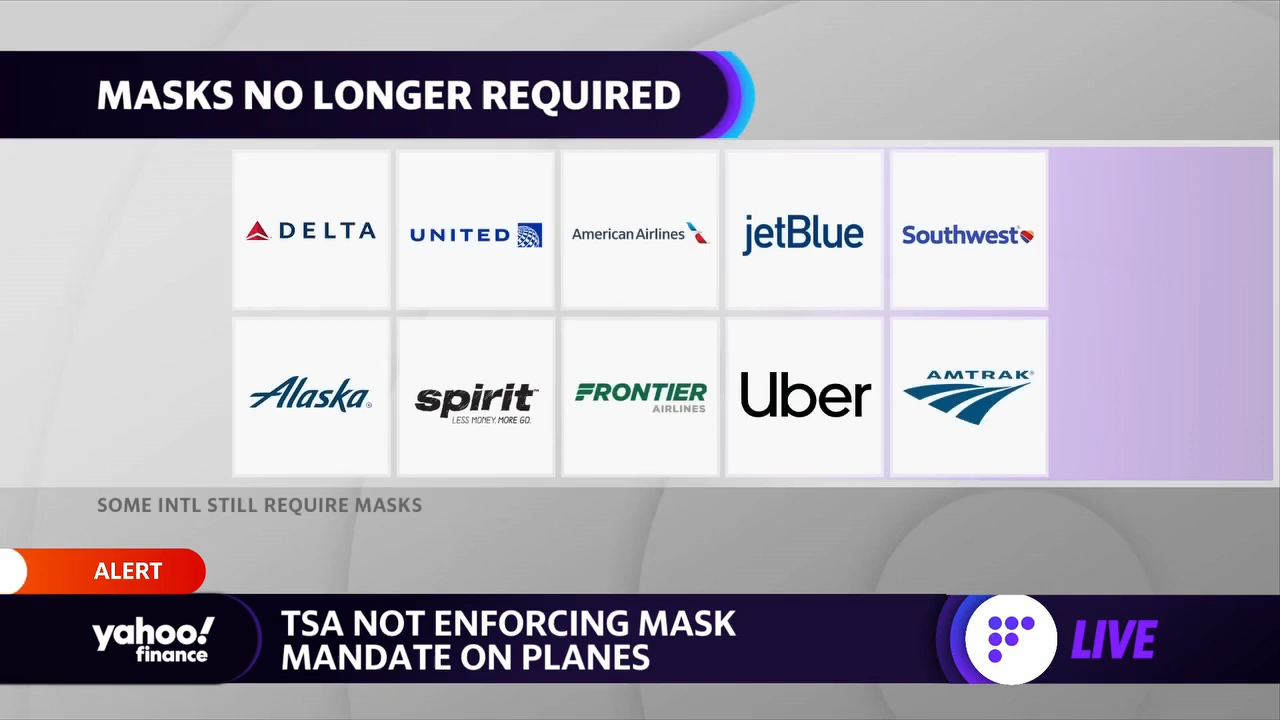 MASKS NO LONGER REQUIRED
DELTA
UNITED
American Airlines
jetBlue
Southwest®
Alaska®
spirit™
LESS MONEY. MORE GO.
FRONTIER
AIRLINES
Uber
AMTRAK®
SOME INTL STILL REQUIRE MASKS
ALERT
yahoo!
finance
TSA NOT ENFORCING MASK
MANDATE ON PLANES
LIVE